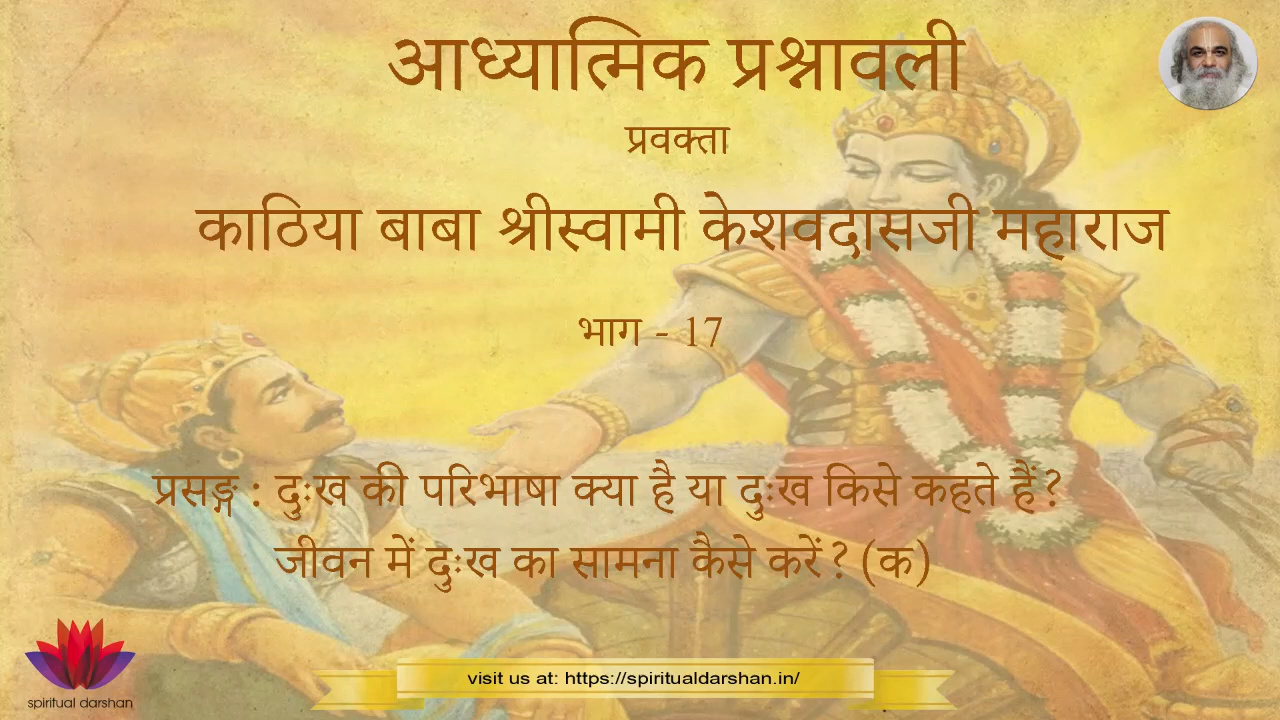 आध्यात्मिक प्रश्नावली
प्रवक्ता
काठिया बाबा श्रीस्वामी केशवदासजी महाराज
भाग - 17
प्रसङ्ग : दुःख की परिभाषा क्या है या दुःख किसे कहते हैं?
जीवन में दुःख का सामना कैसे करें? (क)
visit us at: https://spiritualdarshan.in/
spiritual darshan